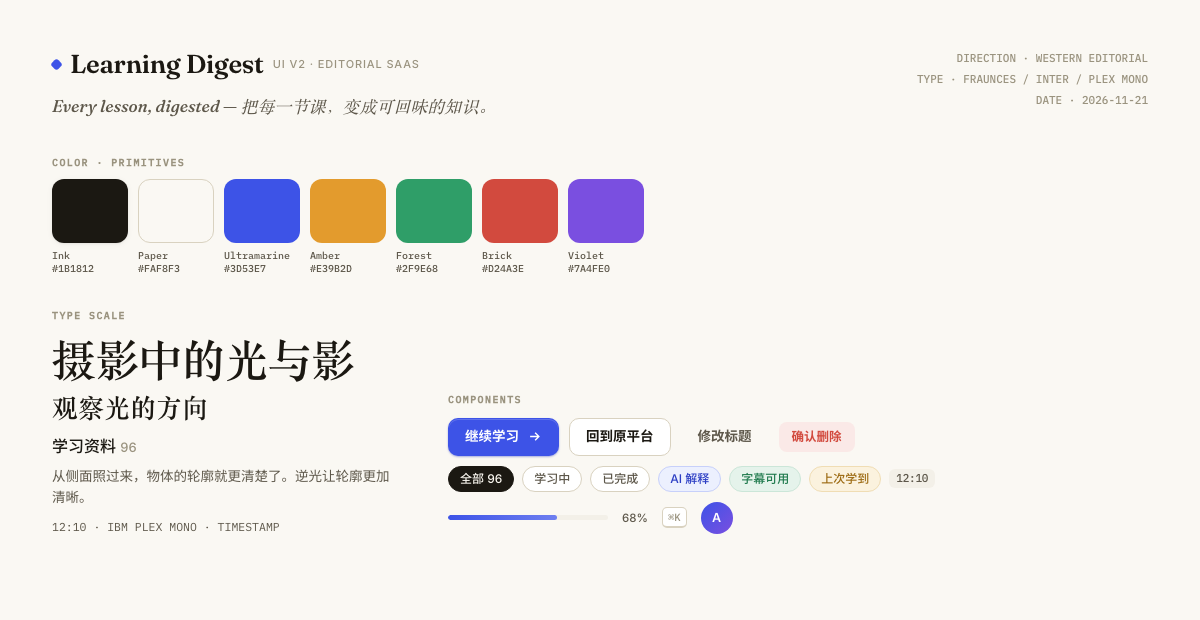 Learning Digest UI V2 · EDITORIAL SAAS
Every lesson, digested — 把每一节课，变成可回味的知识。
DIRECTION · WESTERN EDITORIAL
TYPE · FRAUNCES / INTER / PLEX MONO
DATE · 2026-11-21
COLOR · PRIMITIVES
Ink Paper Ultramarine Amber Forest Brick Violet
#1B1812 #FAF8F3 #3D53E7 #E39B2D #2F9E68 #D24A3E #7A4FE0
TYPE SCALE
摄影中的光与影
观察光的方向
学习资料 96
从侧面照过来，物体的轮廓就更清楚了。逆光让轮廓更加
清晰。
12:10 · IBM PLEX MONO · TIMESTAMP
COMPONENTS
继续学习 → 回到原平台 修改标题 确认删除
全部 96 学习中 已完成 AI 解释 字幕可用 上次学到 12:10
68% ⌘K A